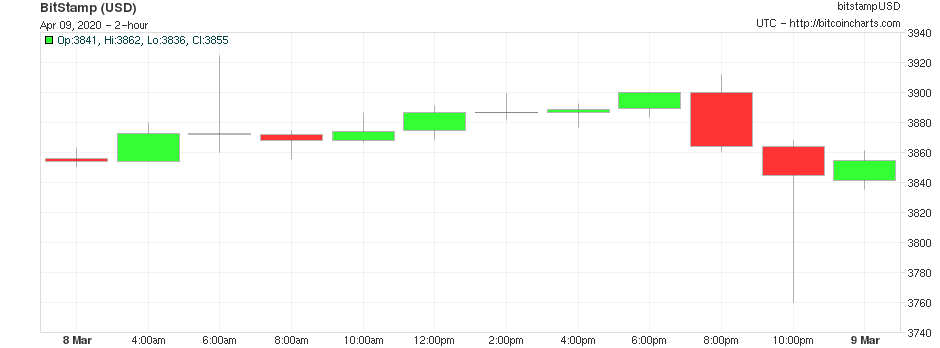 BitStamp (USD)
bitstampUSD
Apr 09, 2020 - 2-hour
UTC - http://bitcoincharts.com
Op:3841, Hi:3862, Lo:3836, Cl:3855
3940
3920
3900
3880
3860
3840
3820
3800
3780
3760
3740
8 Mar 4:00am 6:00am 8:00am 10:00am 12:00pm 2:00pm 4:00pm 6:00pm 8:00pm 10:00pm 9 Mar